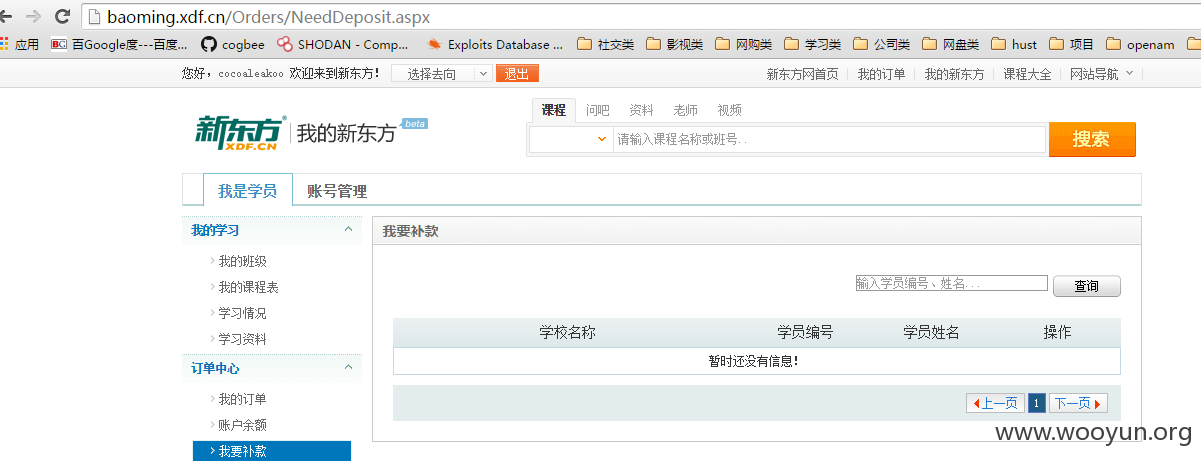 baoming.xdf.cn/Orders/NeedDeposit.aspx
应用 百Google度---百度... cogbee SHODAN - Comp... Exploits Database ... 社交类 影视类 网购类 学习类 公司类 网盘类 hust 项目 openam
您好，cocoaleakoo 欢迎来到新东方！ 选择去向 退出 新东方网首页 我的订单 我的新东方 课程大全 网站导航
新东方 XDF.CN 我的新东方 beta
课程 问吧 资料 老师 视频
请输入课程名称或班号.. 搜索
我是学员 账号管理
我的学习
我的班级
我的课程表
学习情况
学习资料
订单中心
我的订单
账户余额
我要补款
我要补款
输入学员编号、姓名... 查询
学校名称 学员编号 学员姓名 操作
暂时还没有信息！
上一页 1 下一页
www.wooyun.org